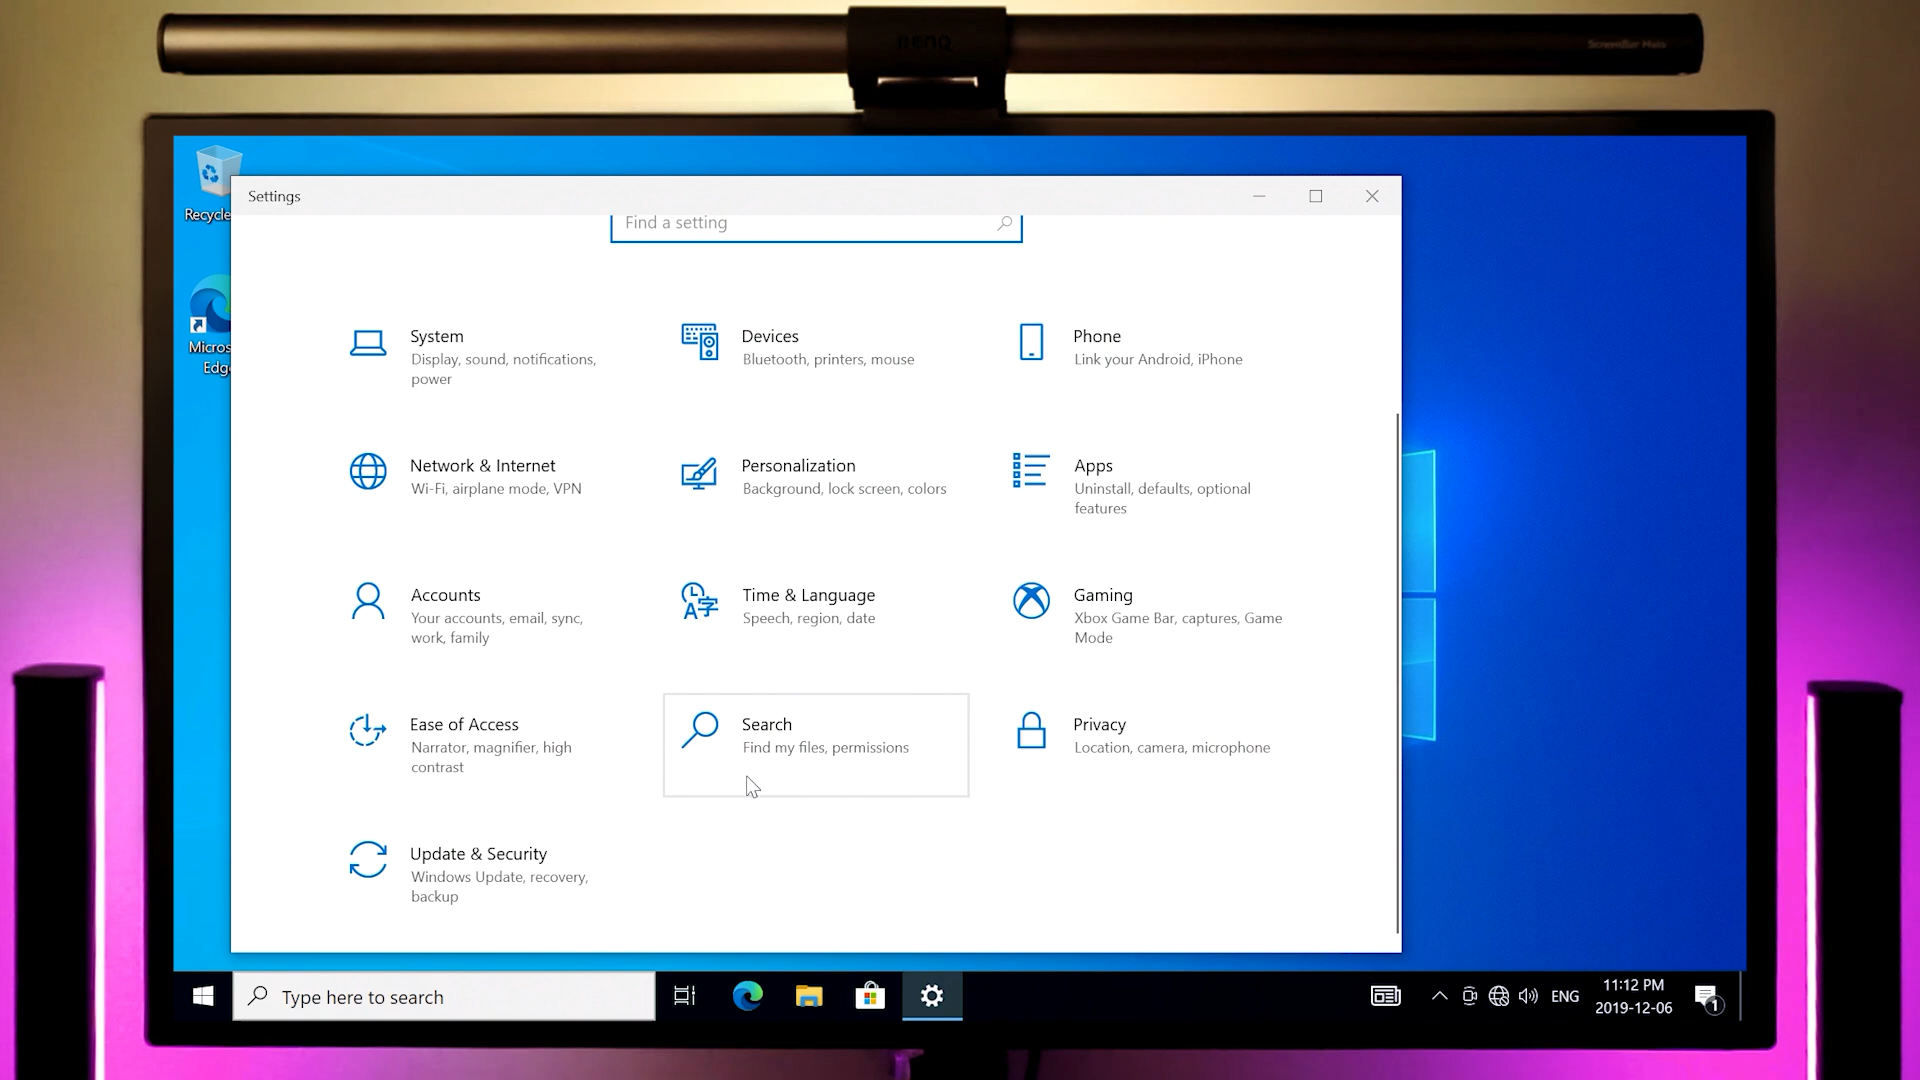 BENQ
ScreenBar Halo
Recycle
Micros
Edg
Settings
Find a setting
System
Display, sound, notifications,
power
Devices
Bluetooth, printers, mouse
Phone
Link your Android, iPhone
Network & Internet
Wi-Fi, airplane mode, VPN
Personalization
Background, lock screen, colors
Apps
Uninstall, defaults, optional
features
Accounts
Your accounts, email, sync,
work, family
Time & Language
Speech, region, date
Gaming
Xbox Game Bar, captures, Game
Mode
Ease of Access
Narrator, magnifier, high
contrast
Search
Find my files, permissions
Privacy
Location, camera, microphone
Update & Security
Windows Update, recovery,
backup
Type here to search
ENG
11:12 PM
2019-12-06
1